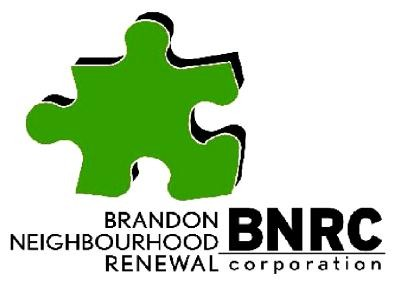 BRANDON
NEIGHBOURHOOD
RENEWAL
BNRC
corporation